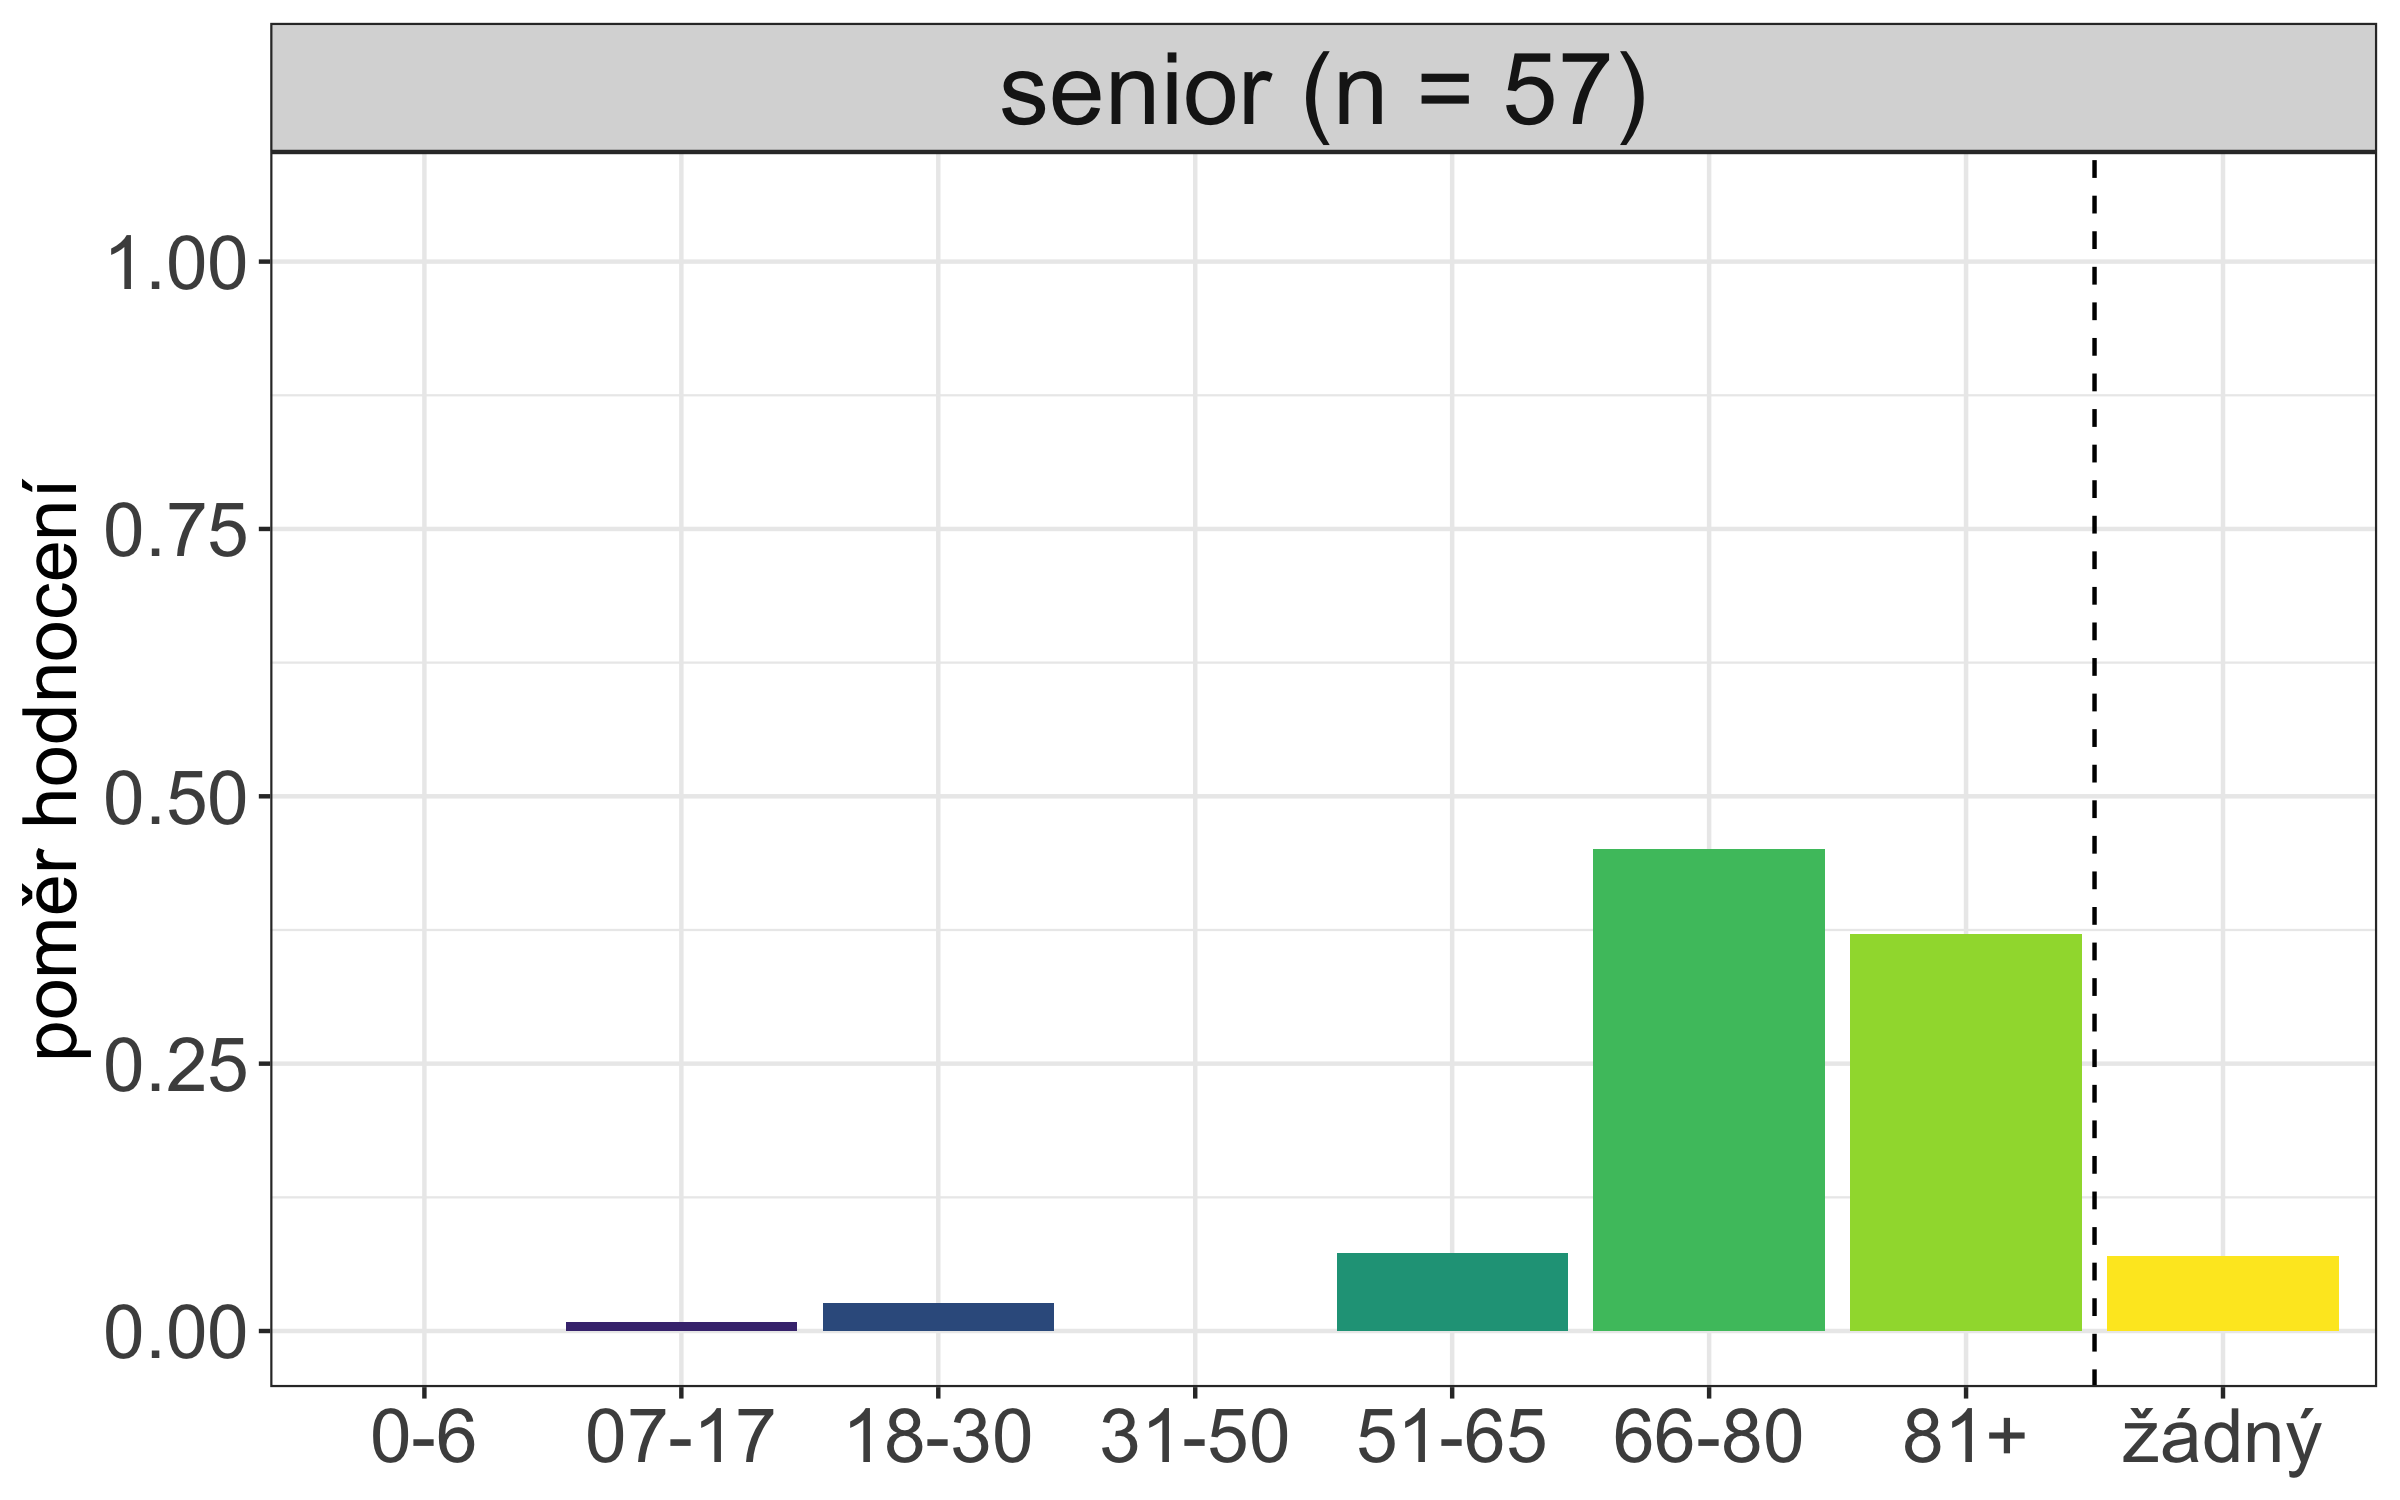 senior (n = 57)
poměr hodnocení
1.00
0.75
0.50
0.25
0.00
0-6 07-17 18-30 31-50 51-65 66-80 81+ žádný